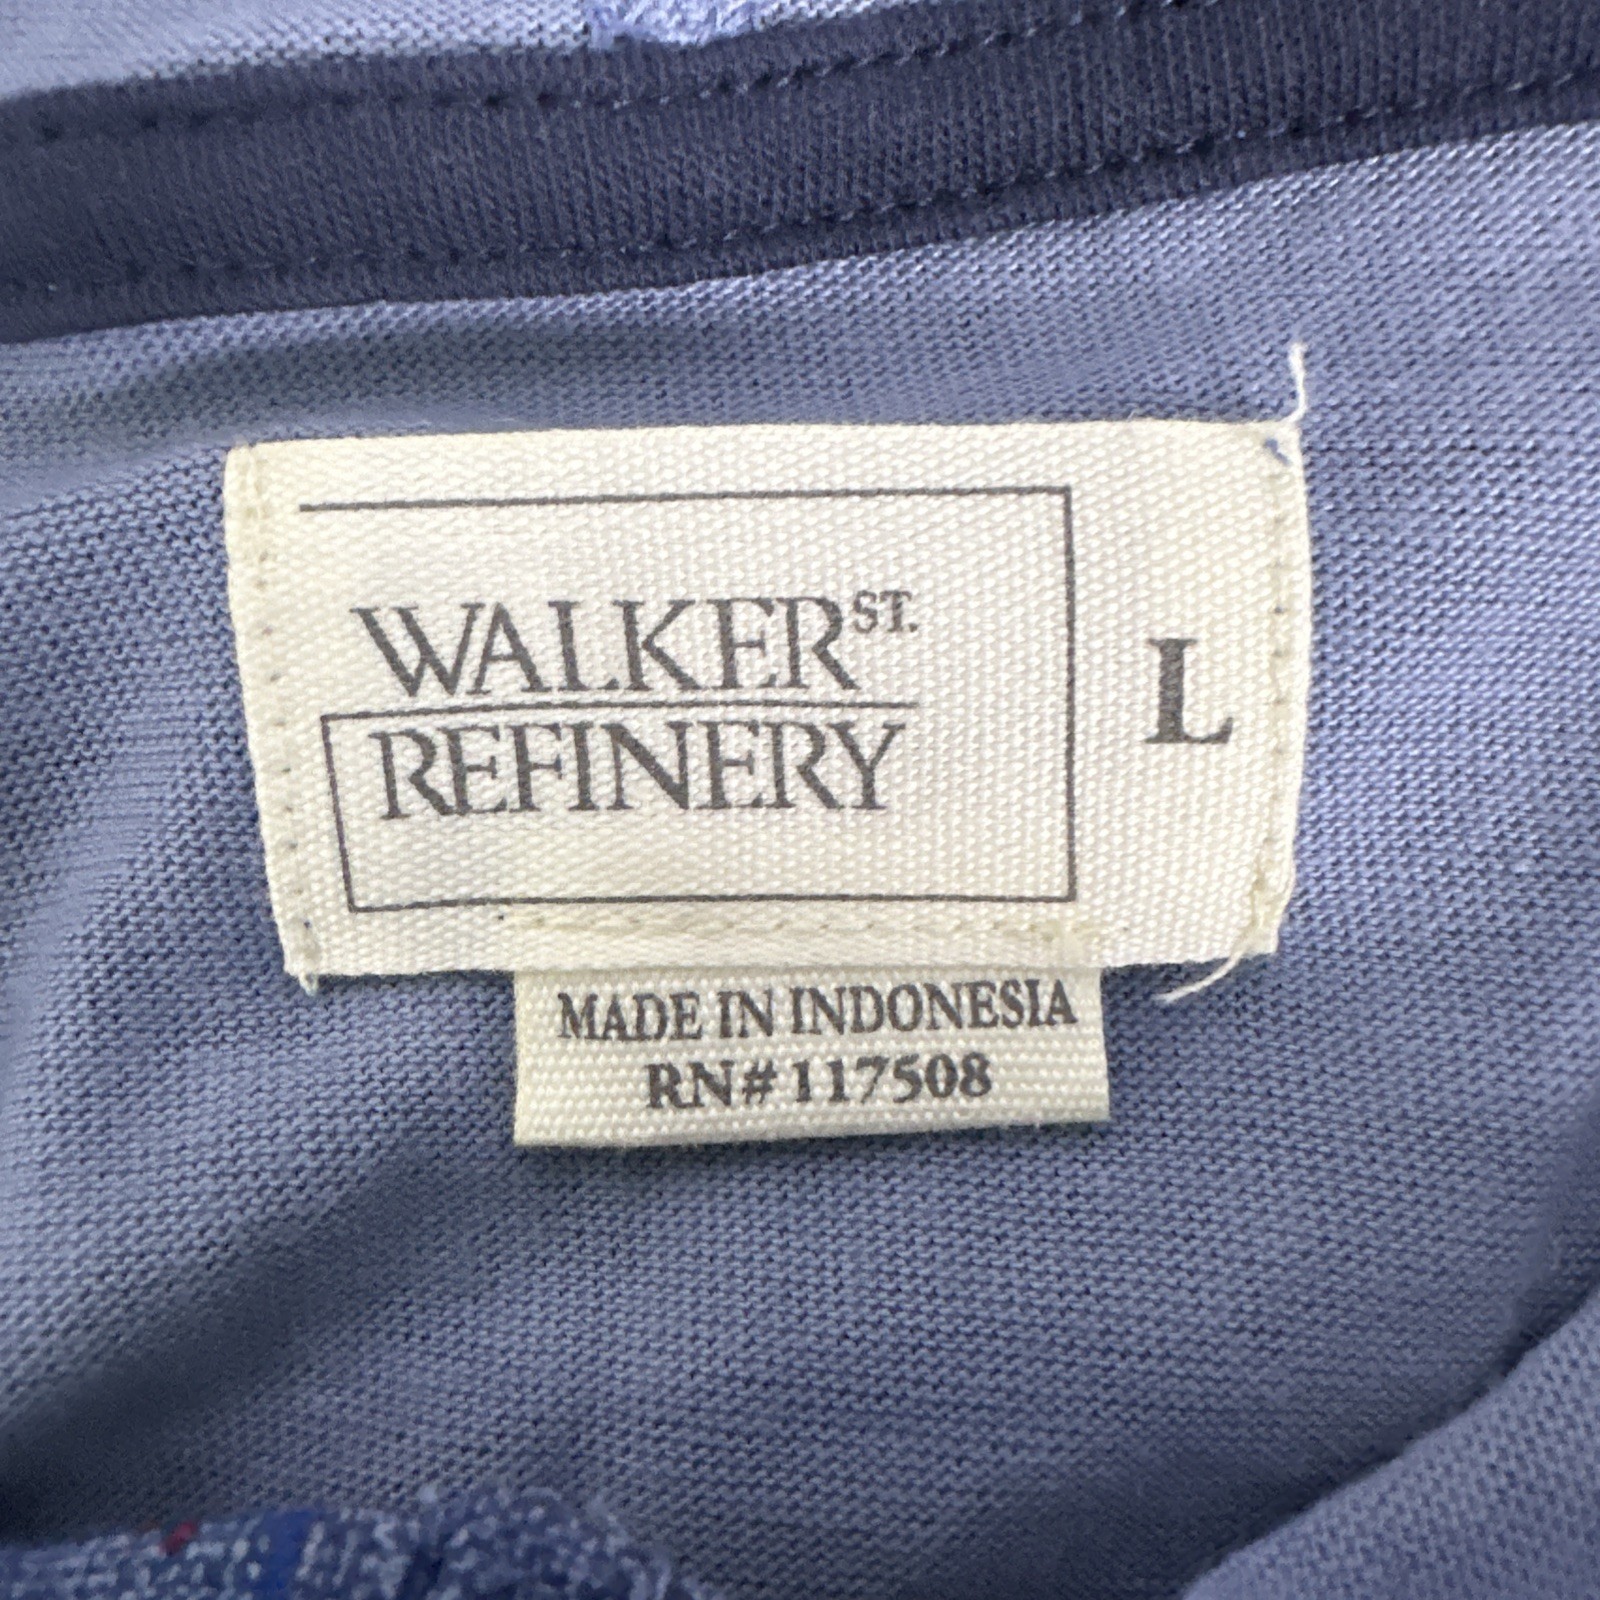 WALKER ST.
REFINERY
L
MADE IN INDONESIA
RN# 117508